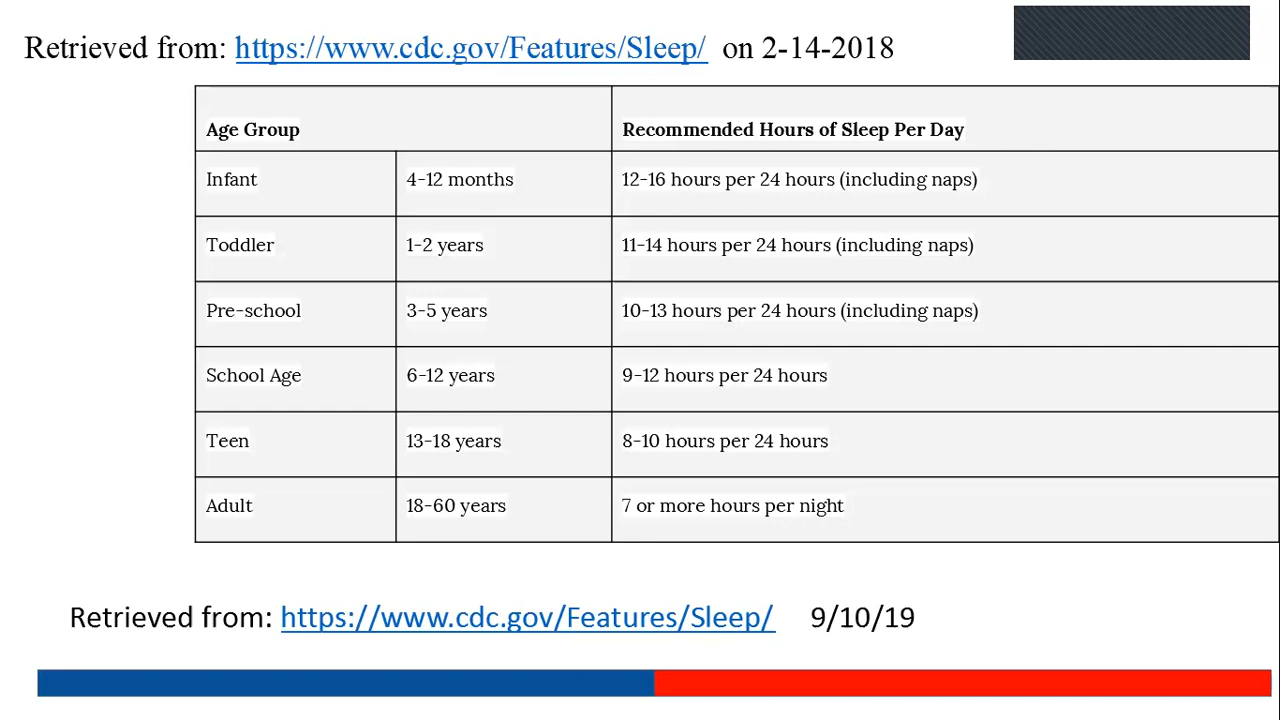 Retrieved from: https://www.cdc.gov/Features/Sleep/ on 2-14-2018
Age Group Recommended Hours of Sleep Per Day
Infant 4-12 months 12-16 hours per 24 hours (including naps)
Toddler 1-2 years 11-14 hours per 24 hours (including naps)
Pre-school 3-5 years 10-13 hours per 24 hours (including naps)
School Age 6-12 years 9-12 hours per 24 hours
Teen 13-18 years 8-10 hours per 24 hours
Adult 18-60 years 7 or more hours per night
Retrieved from: https://www.cdc.gov/Features/Sleep/ 9/10/19